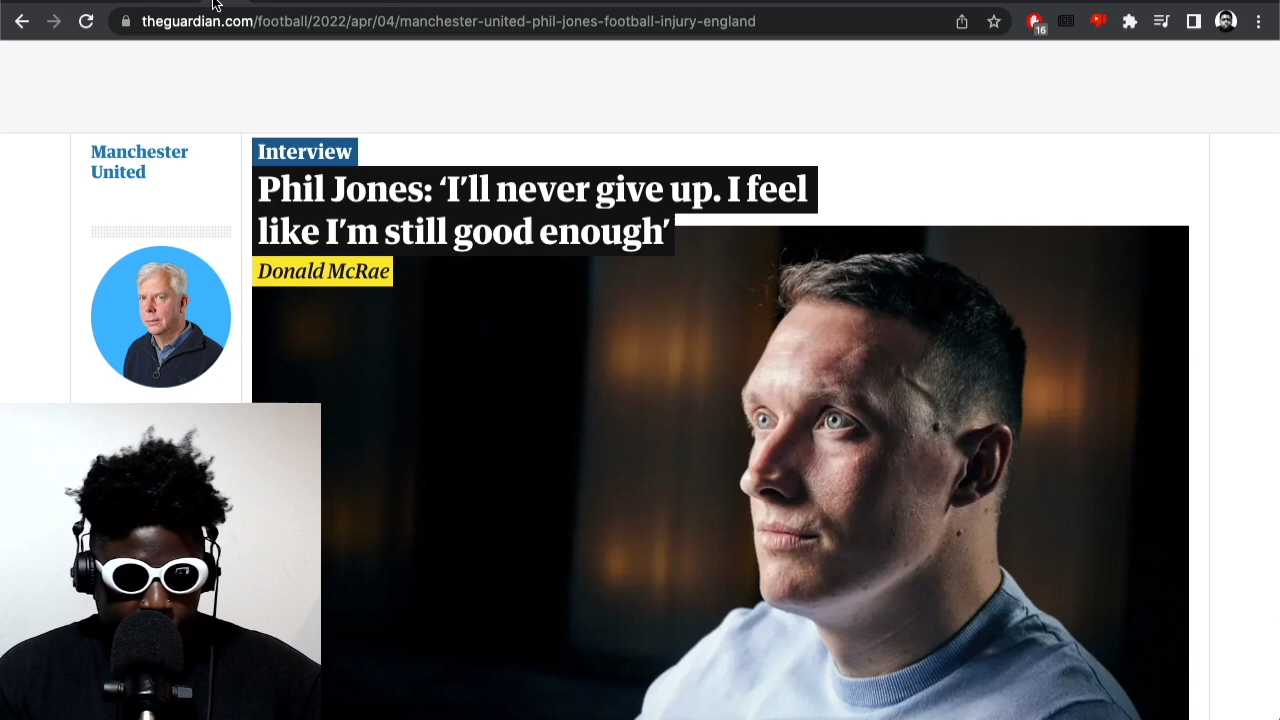 theguardian.com/football/2022/apr/04/manchester-united-phil-jones-football-injury-england
16
Manchester
United
Interview
Phil Jones: ‘I’ll never give up. I feel
like I’m still good enough’
Donald McRae